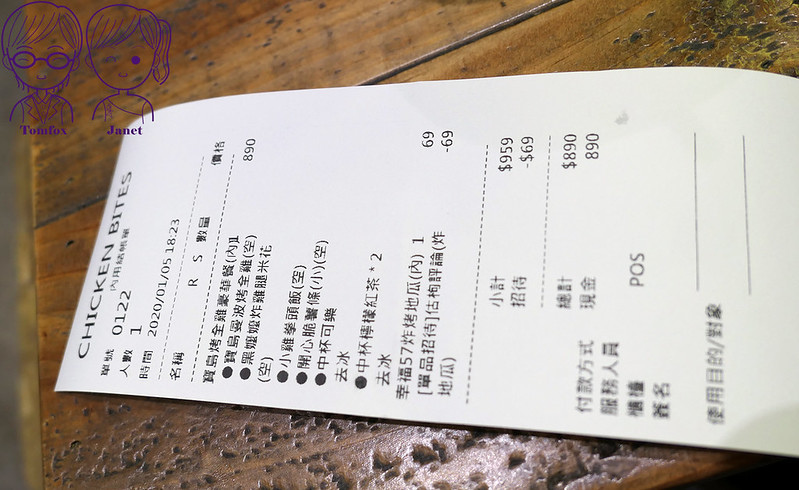 Tomfox Janet
CHICKEN BITES
內用結帳單
單號 0122
人數 1
時間 2020/01/05 18:23
名稱 R S 數量 價格
寶島烤全雞豪華餐(內)1 890
●寶島曼波烤全雞(空)
●黑嬤嬤炸雞腿米花
(空)
●小雞拳頭飯(空)
●開心脆薯條(小)(空)
●中杯可樂
去冰
●中杯檸檬紅茶*2
去冰
幸福57炸烤地瓜(內) 1 69
[單品招待]估枸評論(炸 -69
地瓜)
小計 $959
招待 -$69
總計 $890
現金 890
付款方式
服務人員
櫃檯 POS
簽名
使用目的/對象